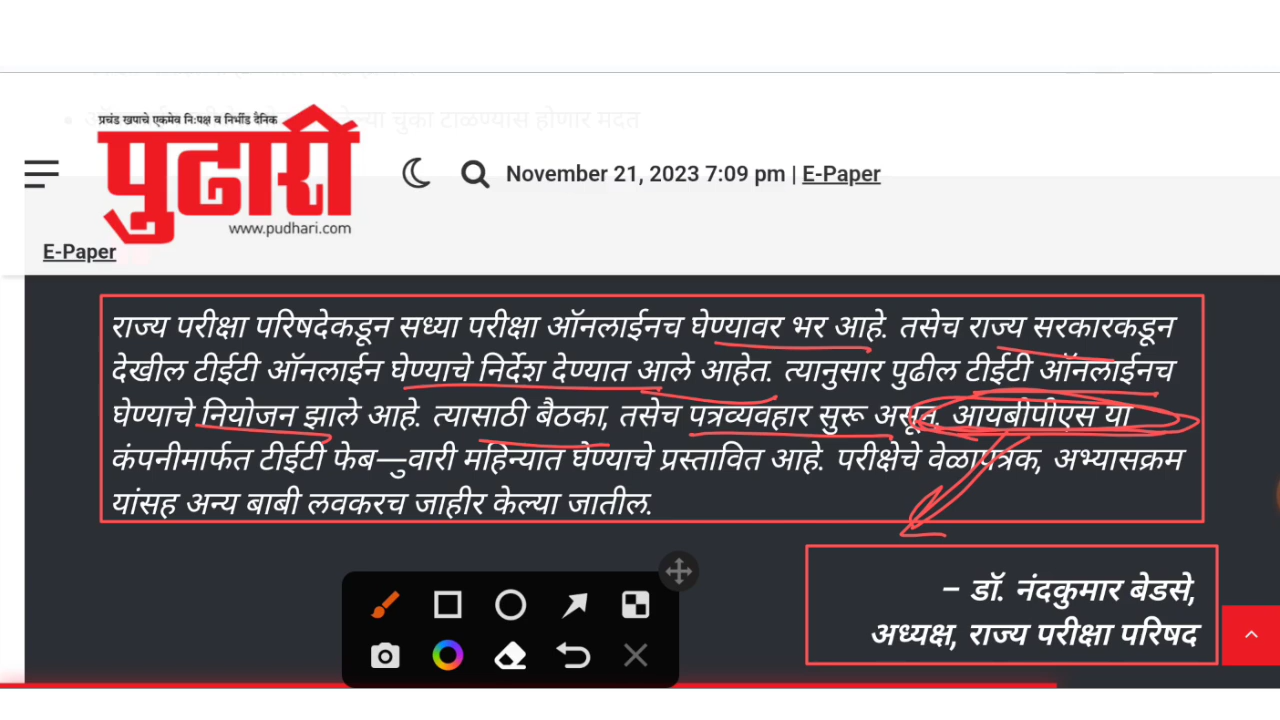 चुका टाळण्यास होणार मदत
प्रचंड खपाचे एकमेव नि:पक्ष व निर्भीड दैनिक
पुढारी
www.pudhari.com
November 21, 2023 7:09 pm | E-Paper
E-Paper
राज्य परीक्षा परिषदेकडून सध्या परीक्षा ऑनलाईनच घेण्यावर भर आहे. तसेच राज्य सरकारकडून
देखील टीईटी ऑनलाईन घेण्याचे निर्देश देण्यात आले आहेत. त्यानुसार पुढील टीईटी ऑनलाईनच
घेण्याचे नियोजन झाले आहे. त्यासाठी बैठका, तसेच पत्रव्यवहार सुरू असून, आयबीपीएस या
कंपनीमार्फत टीईटी फेब—ुवारी महिन्यात घेण्याचे प्रस्तावित आहे. परीक्षेचे वेळापत्रक, अभ्यासक्रम
यांसह अन्य बाबी लवकरच जाहीर केल्या जातील.
– डॉ. नंदकुमार बेडसे,
अध्यक्ष, राज्य परीक्षा परिषद